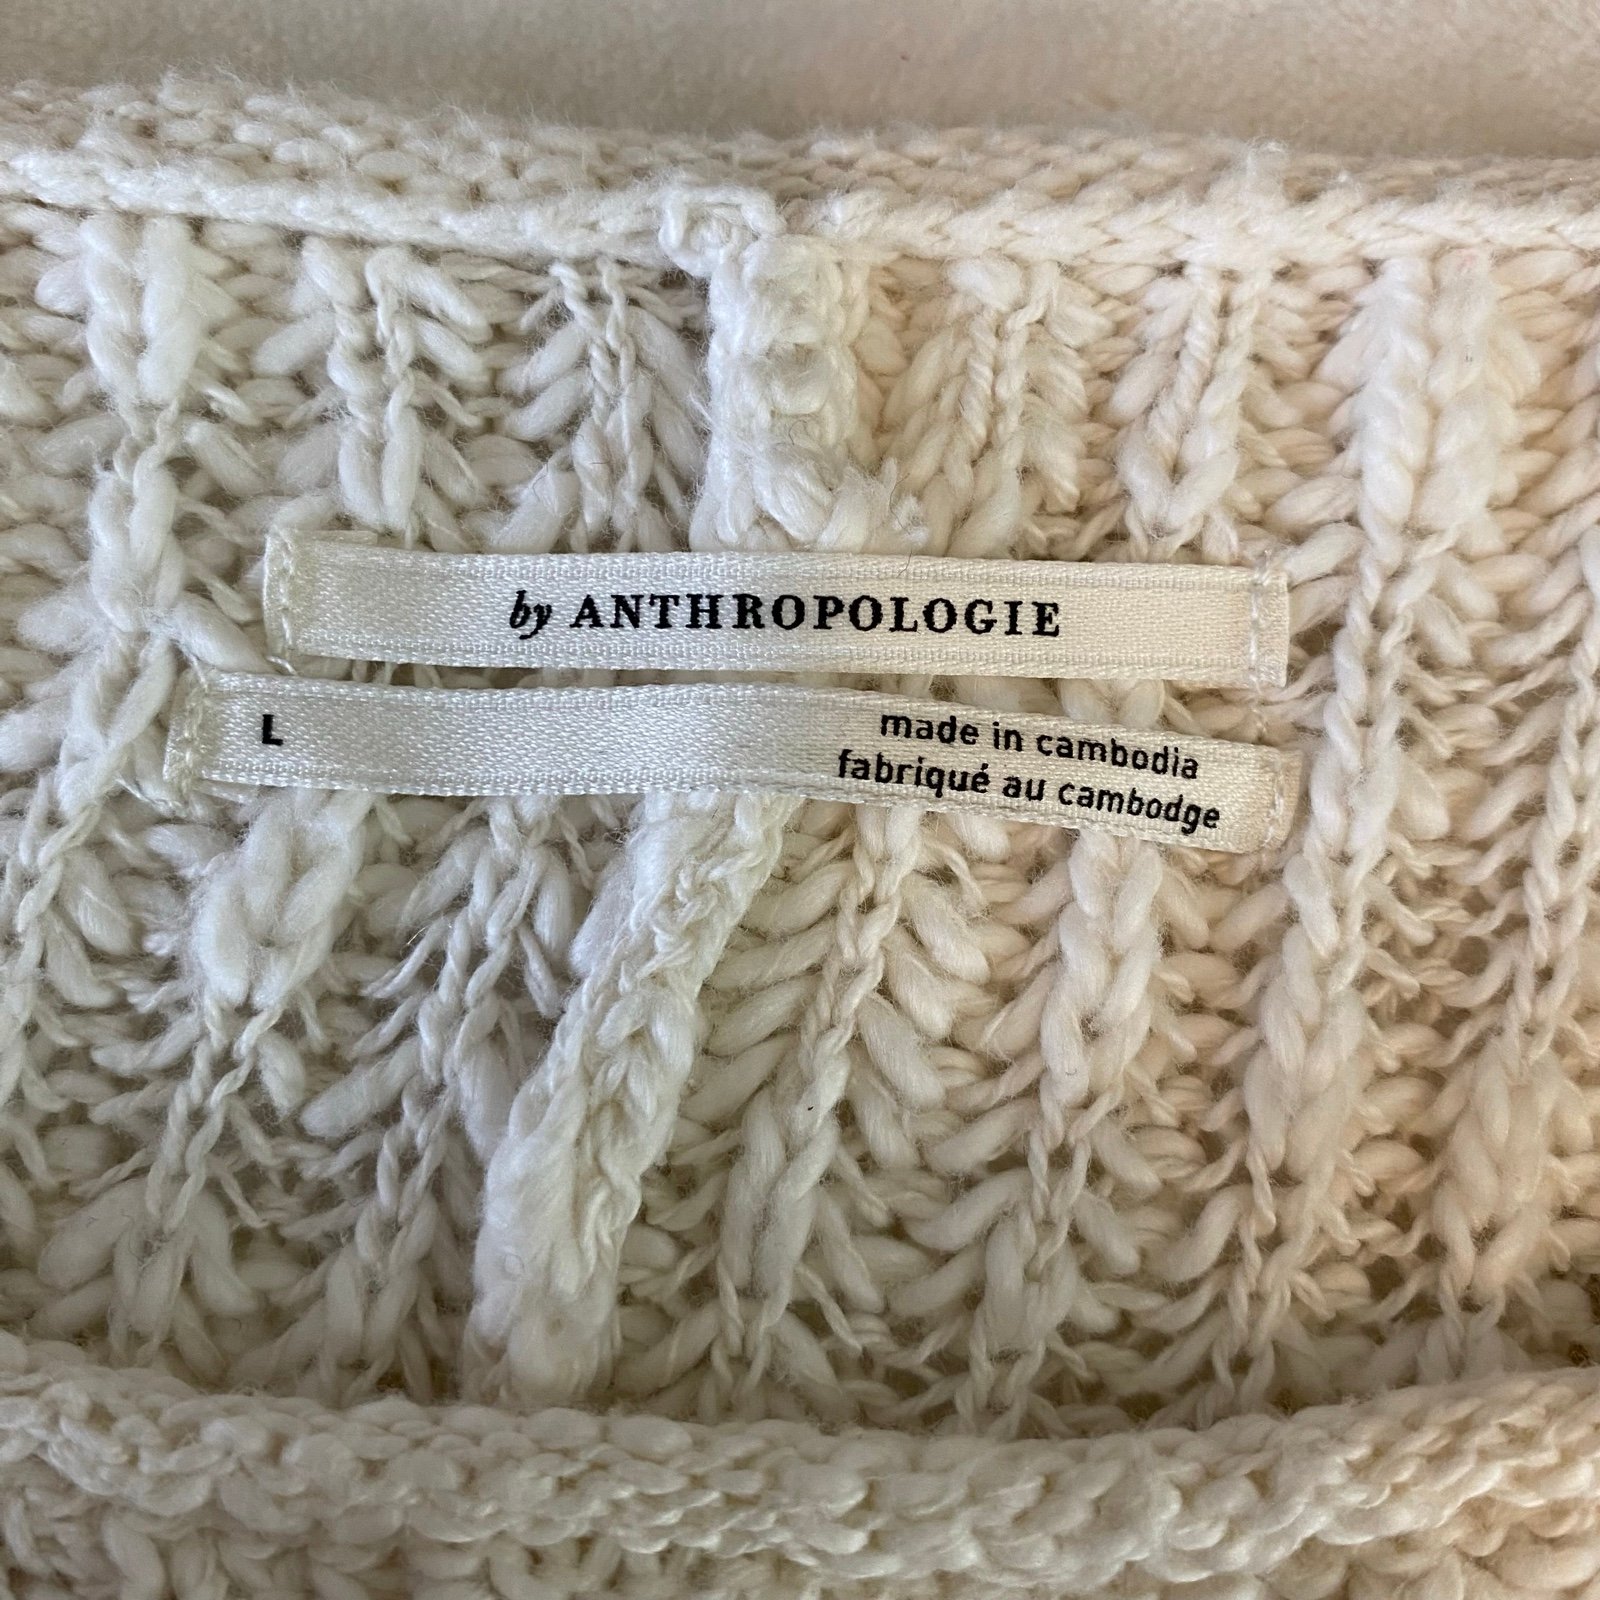 by ANTHROPOLOGIE
L
made in cambodia
fabriqué au cambodge